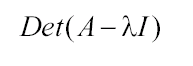 Det(A − λI)